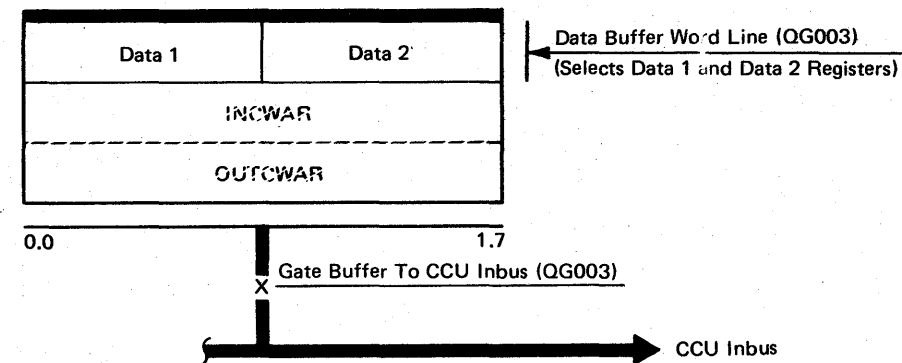 Data 1
Data 2
Data Buffer Word Line (QG003)
(Selects Data 1 and Data 2 Registers)
INCWAR
OUTCWAR
0.0
1.7
Gate Buffer To CCU Inbus (QG003)
X
CCU Inbus